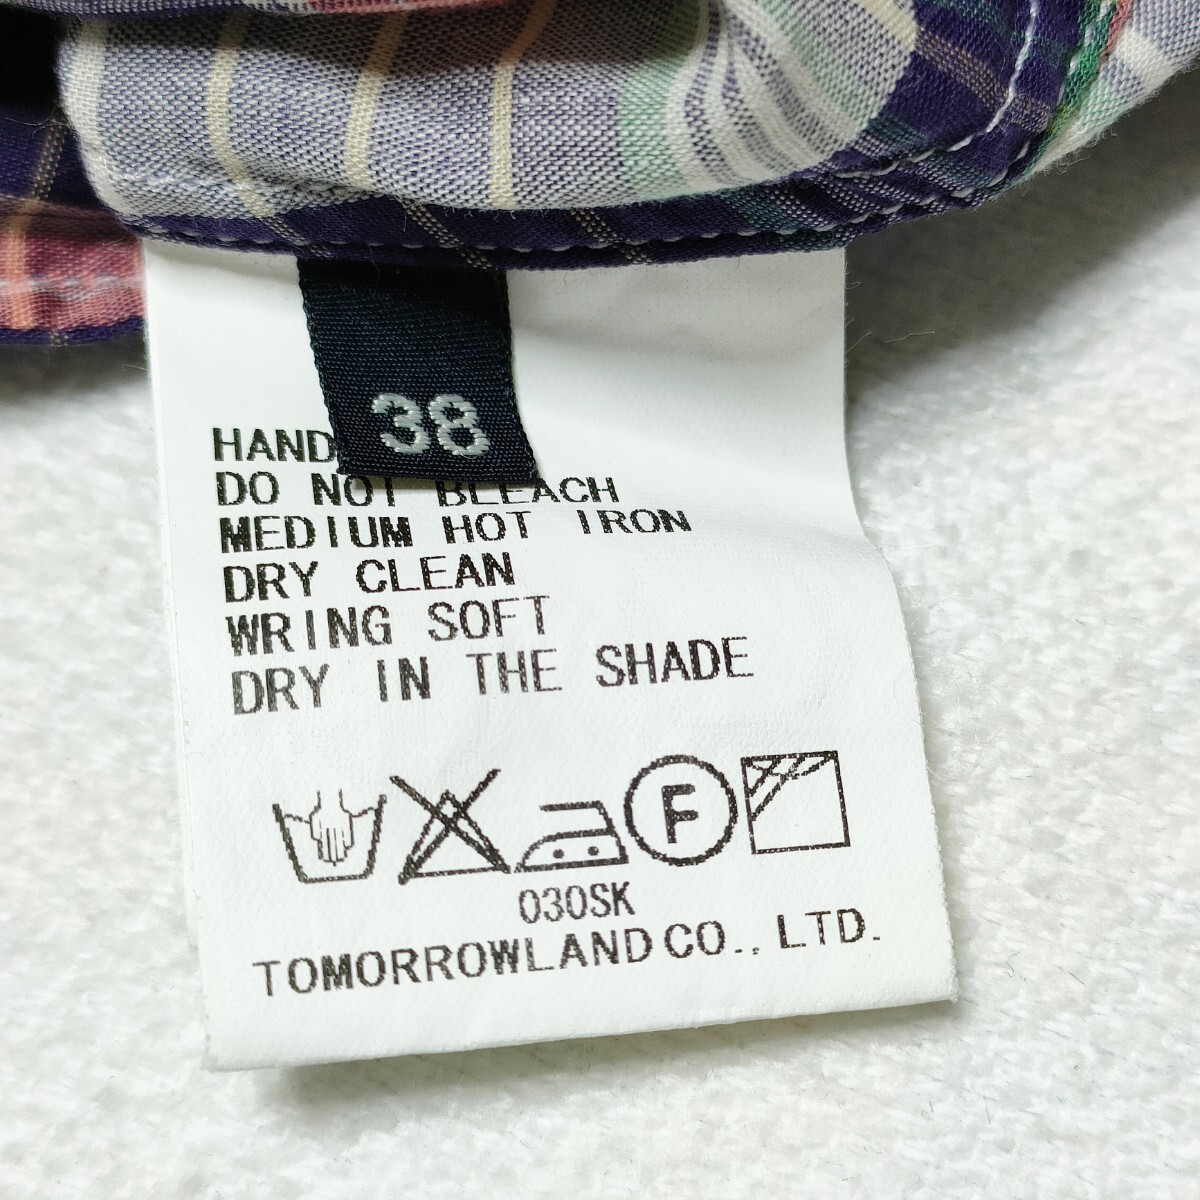 38
HAND
DO NOT BLEACH
MEDIUM HOT IRON
DRY CLEAN
WRING SOFT
DRY IN THE SHADE
F
030SK
TOMORROWLAND CO., LTD.